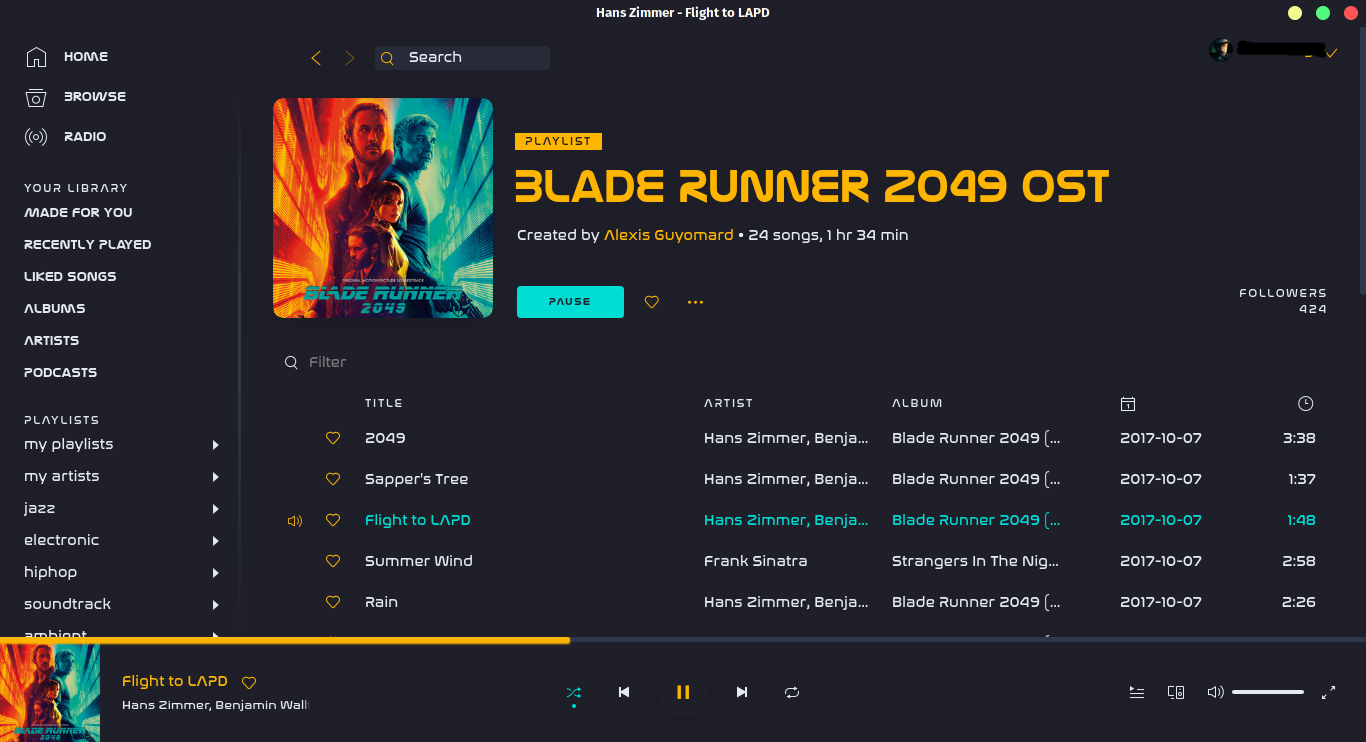 Hans Zimmer - Flight to LAPD
HOME
BROWSE
RADIO
YOUR LIBRARY
MADE FOR YOU
RECENTLY PLAYED
LIKED SONGS
ALBUMS
ARTISTS
PODCASTS
PLAYLISTS
my playlists
my artists
jazz
electronic
hiphop
soundtrack
ambient
Search
ORIGINAL MOTION PICTURE SOUNDTRACK
BLADE RUNNER
2049
PLAYLIST
BLADE RUNNER 2049 OST
Created by Alexis Guyomard • 24 songs, 1 hr 34 min
PAUSE
FOLLOWERS
424
Filter
TITLE ARTIST ALBUM
2049 Hans Zimmer, Benja... Blade Runner 2049 (... 2017-10-07 3:38
Sapper's Tree Hans Zimmer, Benja... Blade Runner 2049 (... 2017-10-07 1:37
Flight to LAPD Hans Zimmer, Benja... Blade Runner 2049 (... 2017-10-07 1:48
Summer Wind Frank Sinatra Strangers In The Nig... 2017-10-07 2:58
Rain Hans Zimmer, Benja... Blade Runner 2049 (... 2017-10-07 2:26
BLADE RUNNER
2049
Flight to LAPD
Hans Zimmer, Benjamin Wall